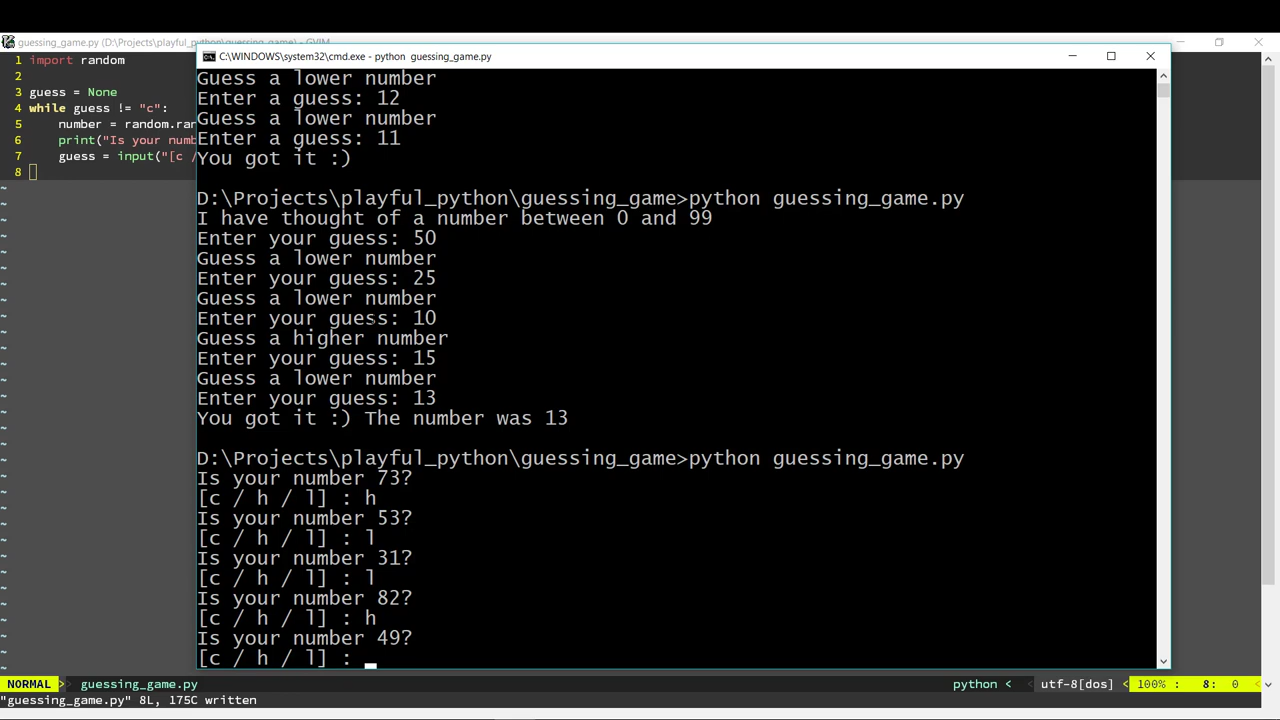 guessing_game.py (D:\Projects\playful_python\guessing_game) - GVIM
C:\WINDOWS\system32\cmd.exe - python guessing_game.py
1 import random
2
3 guess = None
4 while guess != "c":
5 number = random.ran
6 print("Is your numb
7 guess = input("[c /
8
Guess a lower number
Enter a guess: 12
Guess a lower number
Enter a guess: 11
You got it :)
D:\Projects\playful_python\guessing_game>python guessing_game.py
I have thought of a number between 0 and 99
Enter your guess: 50
Guess a lower number
Enter your guess: 25
Guess a lower number
Enter your guess: 10
Guess a higher number
Enter your guess: 15
Guess a lower number
Enter your guess: 13
You got it :) The number was 13
D:\Projects\playful_python\guessing_game>python guessing_game.py
Is your number 73?
[c / h / l] : h
Is your number 53?
[c / h / l] : l
Is your number 31?
[c / h / l] : l
Is your number 82?
[c / h / l] : h
Is your number 49?
[c / h / l] :
NORMAL > guessing_game.py python < utf-8[dos] < 100% : 8: 0 <
"guessing_game.py" 8L, 175C written